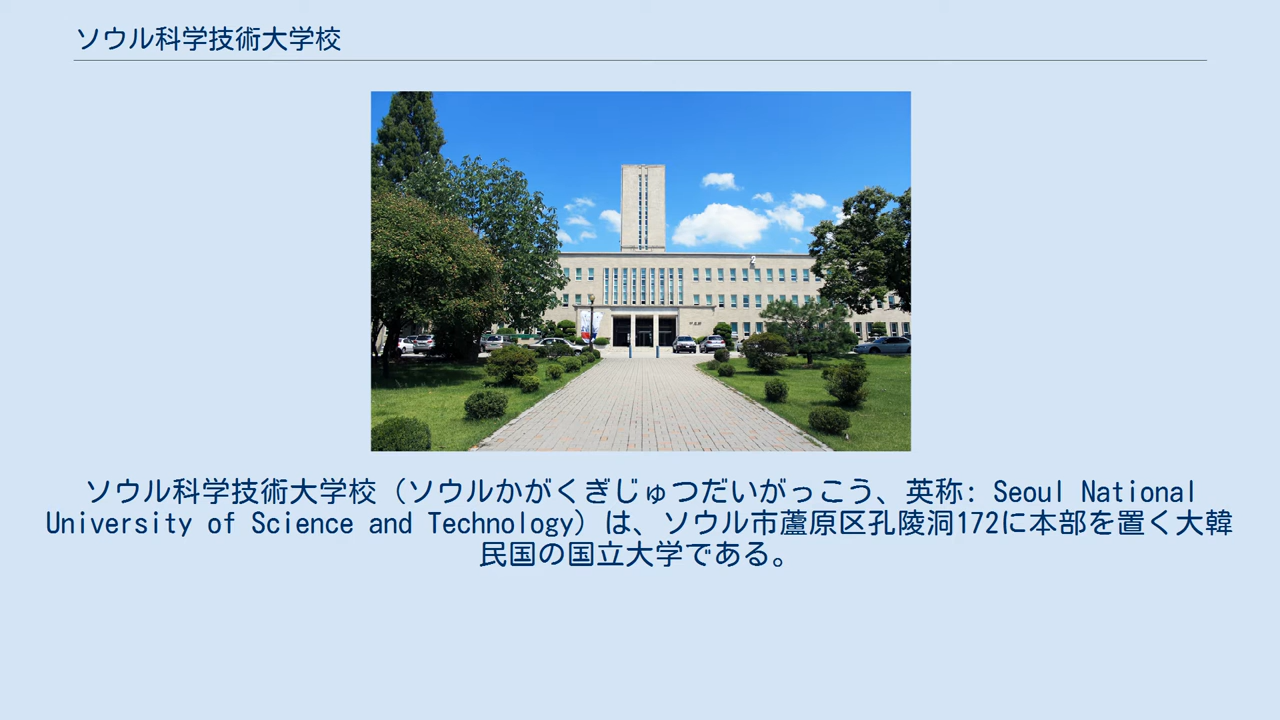 ソウル科学技術大学校
2
ソウル科学技術大学校（ソウルかがくぎじゅつだいがっこう、英称: Seoul National
University of Science and Technology）は、ソウル市蘆原区孔陵洞172に本部を置く大韓
民国の国立大学である。